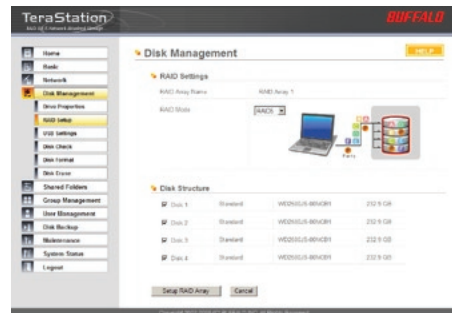 TeraStation
BUFFALO
Home
Basic
Network
Disk Management
Drive Properties
RAID Setup
USB Settings
Disk Check
Disk Format
Disk Erase
Shared Folders
Group Management
User Management
Disk Backup
Maintenance
System Status
Logout
Disk Management
HELP
RAID Settings
RAID Array Name RAID Array 1
RAID Mode RAID5
Parity
Disk Structure
Disk 1 Standard 232.9 GB
Disk 2 Standard 232.9 GB
Disk 3 Standard 232.9 GB
Disk 4 Standard 232.9 GB
Setup RAID Array Cancel